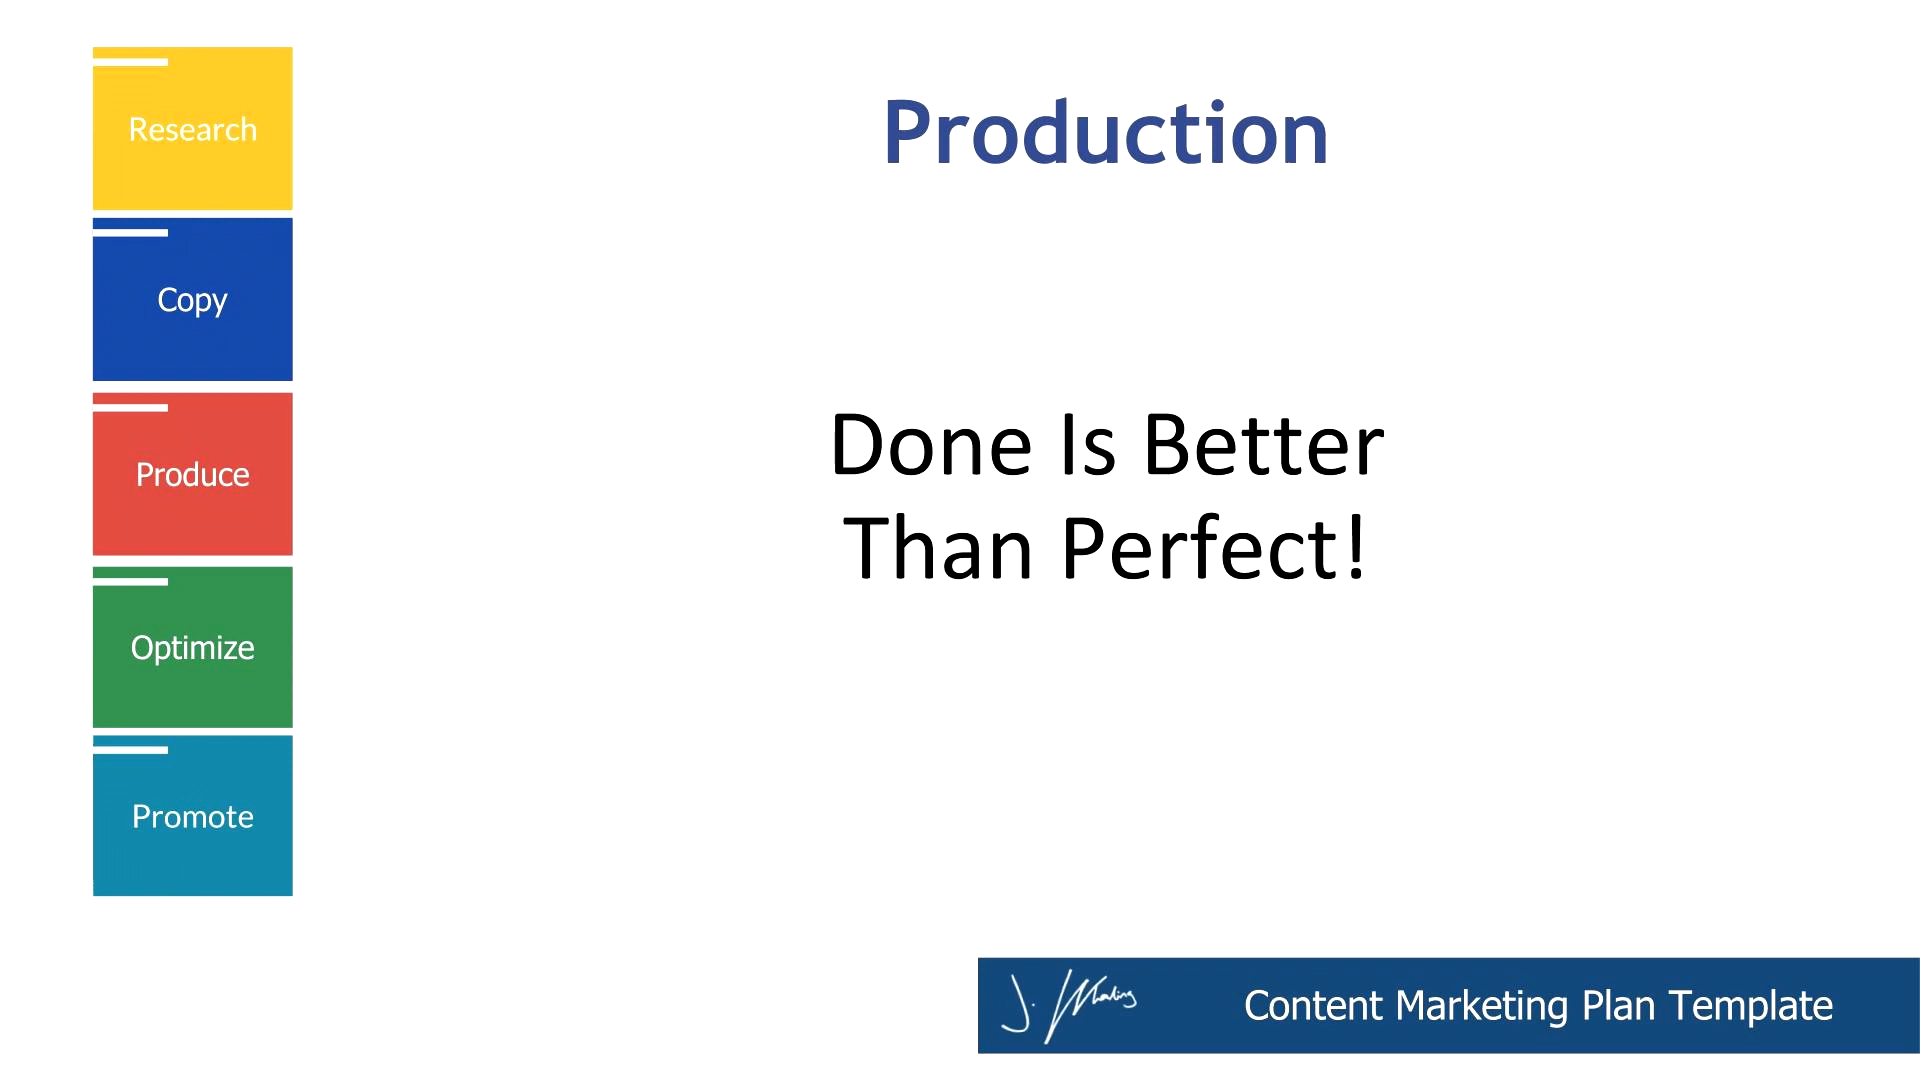 Research
Copy
Produce
Optimize
Promote
Production
Done Is Better
Than Perfect!
Content Marketing Plan Template